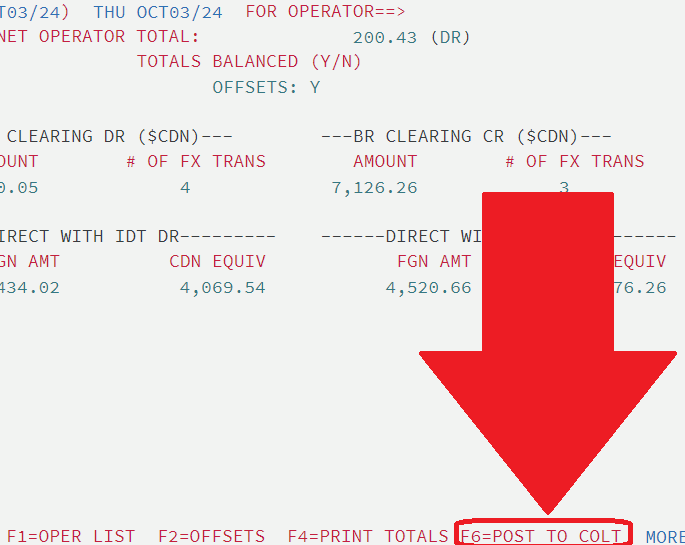 T03/24) THU OCT03/24 FOR OPERATOR==>
NET OPERATOR TOTAL: 200.43 (DR)
TOTALS BALANCED (Y/N)
OFFSETS: Y
CLEARING DR ($CDN)--- ---BR CLEARING CR ($CDN)---
OUNT # OF FX TRANS AMOUNT # OF FX TRANS
0.05 4 7,126.26 3
IRECT WITH IDT DR--------- ------DIRECT WI ------
GN AMT CDN EQUIV FGN AMT EQUIV
434.02 4,069.54 4,520.66 76.26
F1=OPER LIST F2=OFFSETS F4=PRINT TOTALS F6=POST TO COLT MORE